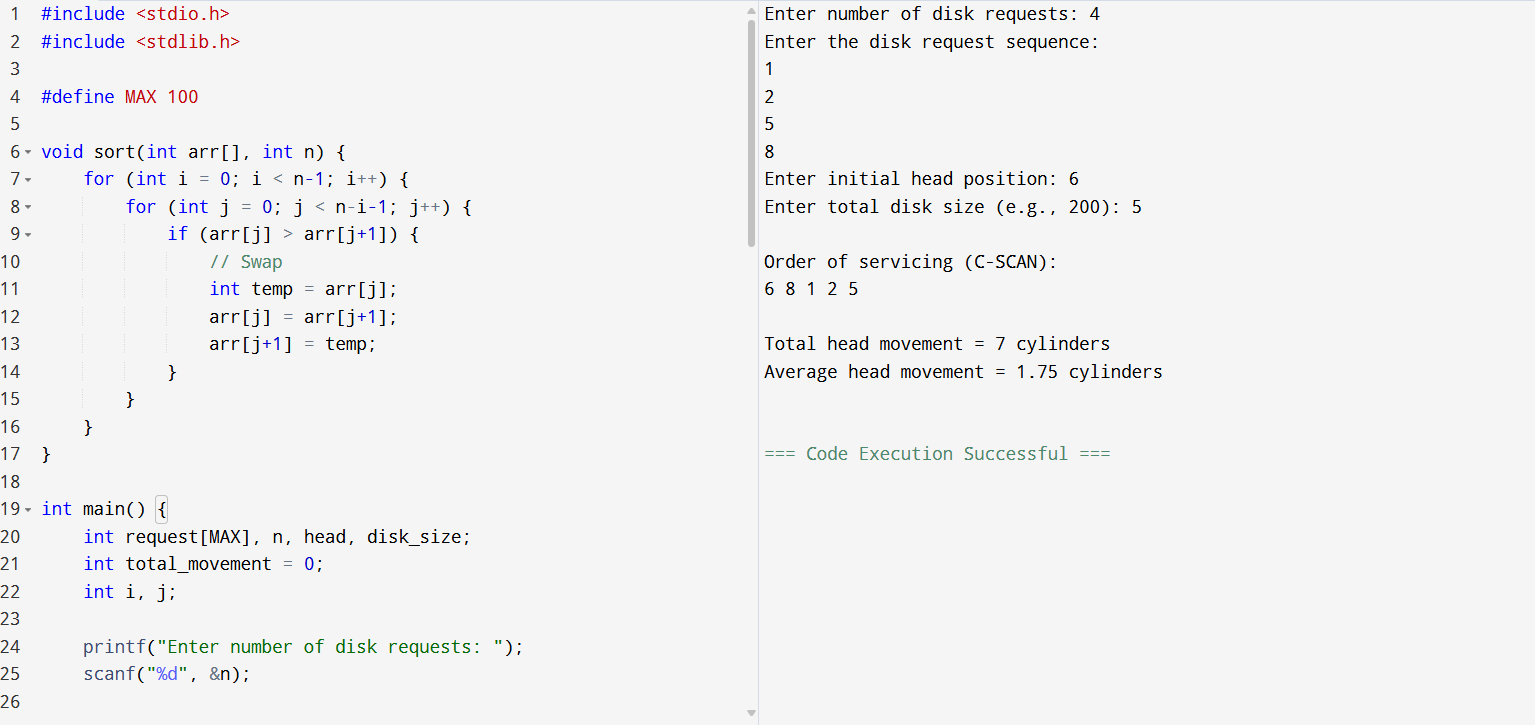 1 #include <stdio.h>
2 #include <stdlib.h>
3
4 #define MAX 100
5
6 void sort(int arr[], int n) {
7     for (int i = 0; i < n-1; i++) {
8         for (int j = 0; j < n-i-1; j++) {
9             if (arr[j] > arr[j+1]) {
10                 // Swap
11                 int temp = arr[j];
12                 arr[j] = arr[j+1];
13                 arr[j+1] = temp;
14             }
15         }
16     }
17 }
18
19 int main() {
20     int request[MAX], n, head, disk_size;
21     int total_movement = 0;
22     int i, j;
23
24     printf("Enter number of disk requests: ");
25     scanf("%d", &n);
26
Enter number of disk requests: 4
Enter the disk request sequence:
1
2
5
8
Enter initial head position: 6
Enter total disk size (e.g., 200): 5

Order of servicing (C-SCAN):
6 8 1 2 5

Total head movement = 7 cylinders
Average head movement = 1.75 cylinders

=== Code Execution Successful ===